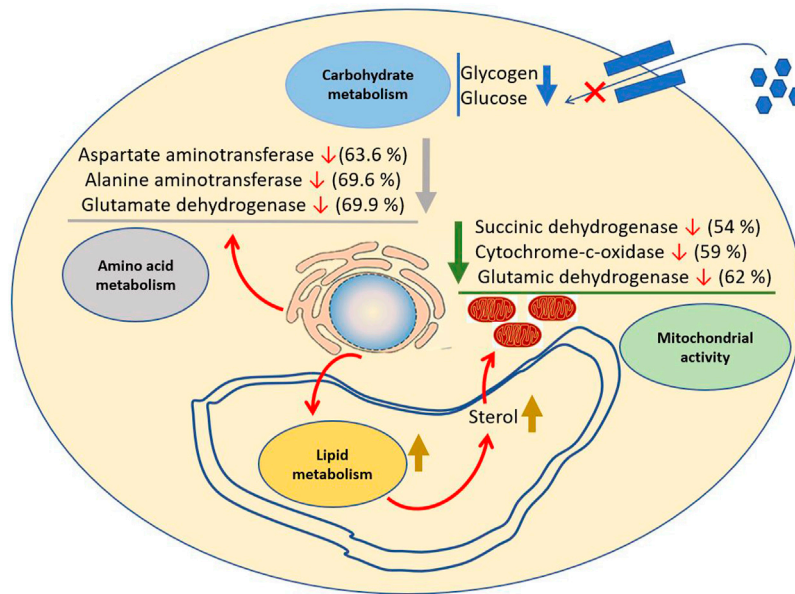 Carbohydrate
metabolism
Glycogen
Glucose
Aspartate aminotransferase ↓ (63.6 %)
Alanine aminotransferase ↓ (69.6 %)
Glutamate dehydrogenase ↓ (69.9 %)
Amino acid
metabolism
Succinic dehydrogenase ↓ (54 %)
Cytochrome-c-oxidase ↓ (59 %)
Glutamic dehydrogenase ↓ (62 %)
Mitochondrial
activity
Sterol
Lipid
metabolism